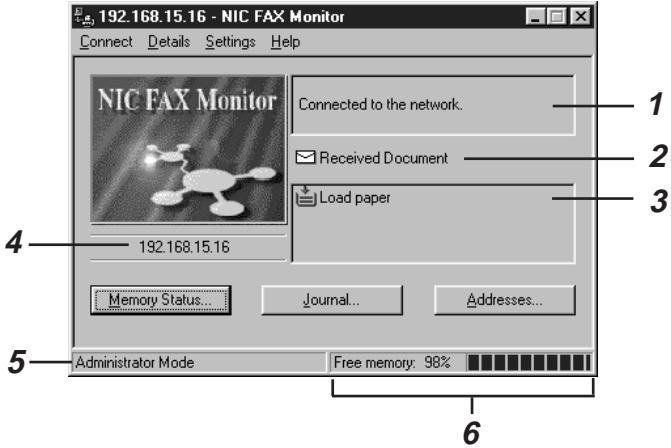 192.168.15.16 - NIC FAX Monitor
Connect Details Settings Help
NIC FAX Monitor
Connected to the network.
1
Received Document
2
Load paper
3
4
192.168.15.16
Memory Status... Journal... Addresses...
5
Administrator Mode
Free memory: 98%
6